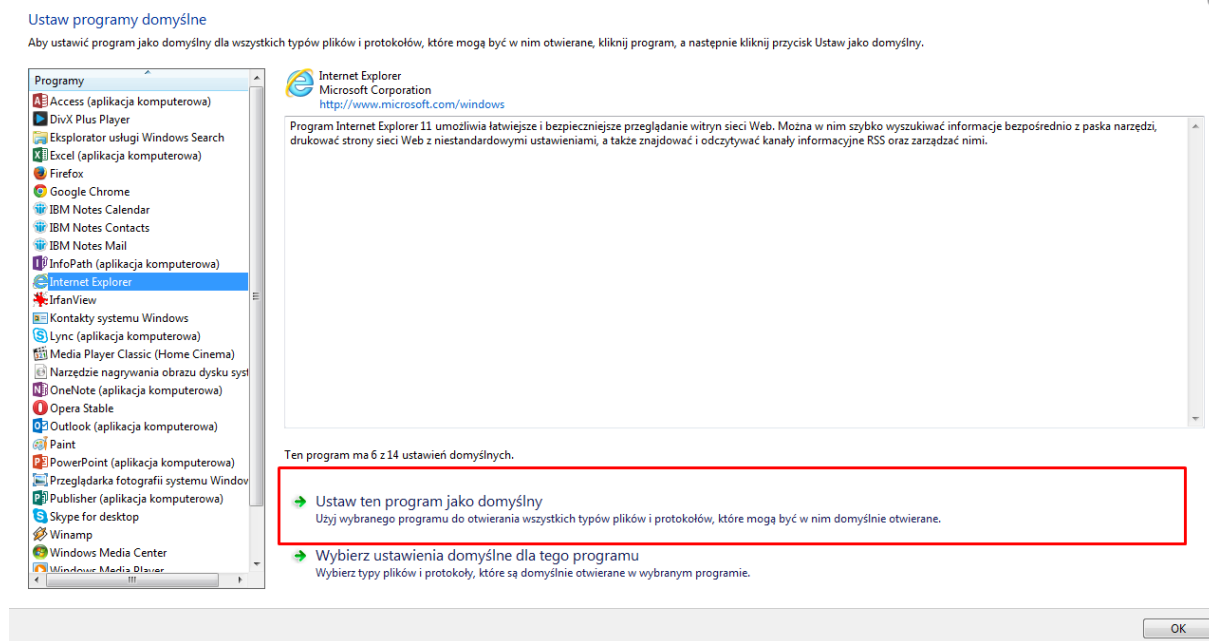 Ustaw programy domyślne
Aby ustawić program jako domyślny dla wszystkich typów plików i protokołów, które mogą być w nim otwierane, kliknij program, a następnie kliknij przycisk Ustaw jako domyślny.
Programy
Access (aplikacja komputerowa)
DivX Plus Player
Eksplorator usługi Windows Search
Excel (aplikacja komputerowa)
Firefox
Google Chrome
IBM Notes Calendar
IBM Notes Contacts
IBM Notes Mail
InfoPath (aplikacja komputerowa)
Internet Explorer
IrfanView
Kontakty systemu Windows
Lync (aplikacja komputerowa)
Media Player Classic (Home Cinema)
Narzędzie nagrywania obrazu dysku syst
OneNote (aplikacja komputerowa)
Opera Stable
Outlook (aplikacja komputerowa)
Paint
PowerPoint (aplikacja komputerowa)
Przeglądarka fotografii systemu Window
Publisher (aplikacja komputerowa)
Skype for desktop
Winamp
Windows Media Center
Windows Media Player
Internet Explorer
Microsoft Corporation
http://www.microsoft.com/windows
Program Internet Explorer 11 umożliwia łatwiejsze i bezpieczniejsze przeglądanie witryn sieci Web. Można w nim szybko wyszukiwać informacje bezpośrednio z paska narzędzi,
drukować strony sieci Web z niestandardowymi ustawieniami, a także znajdować i odczytywać kanały informacyjne RSS oraz zarządzać nimi.
Ten program ma 6 z 14 ustawień domyślnych.
Ustaw ten program jako domyślny
Użyj wybranego programu do otwierania wszystkich typów plików i protokołów, które mogą być w nim domyślnie otwierane.
Wybierz ustawienia domyślne dla tego programu
Wybierz typy plików i protokoły, które są domyślnie otwierane w wybranym programie.
OK